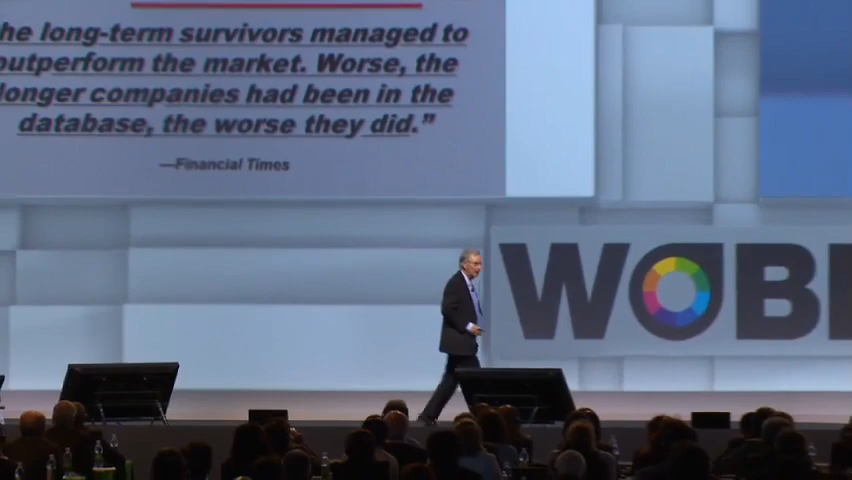 he long-term survivors managed to
outperform the market. Worse, the
longer companies had been in the
database, the worse they did.”
—Financial Times
WOBI